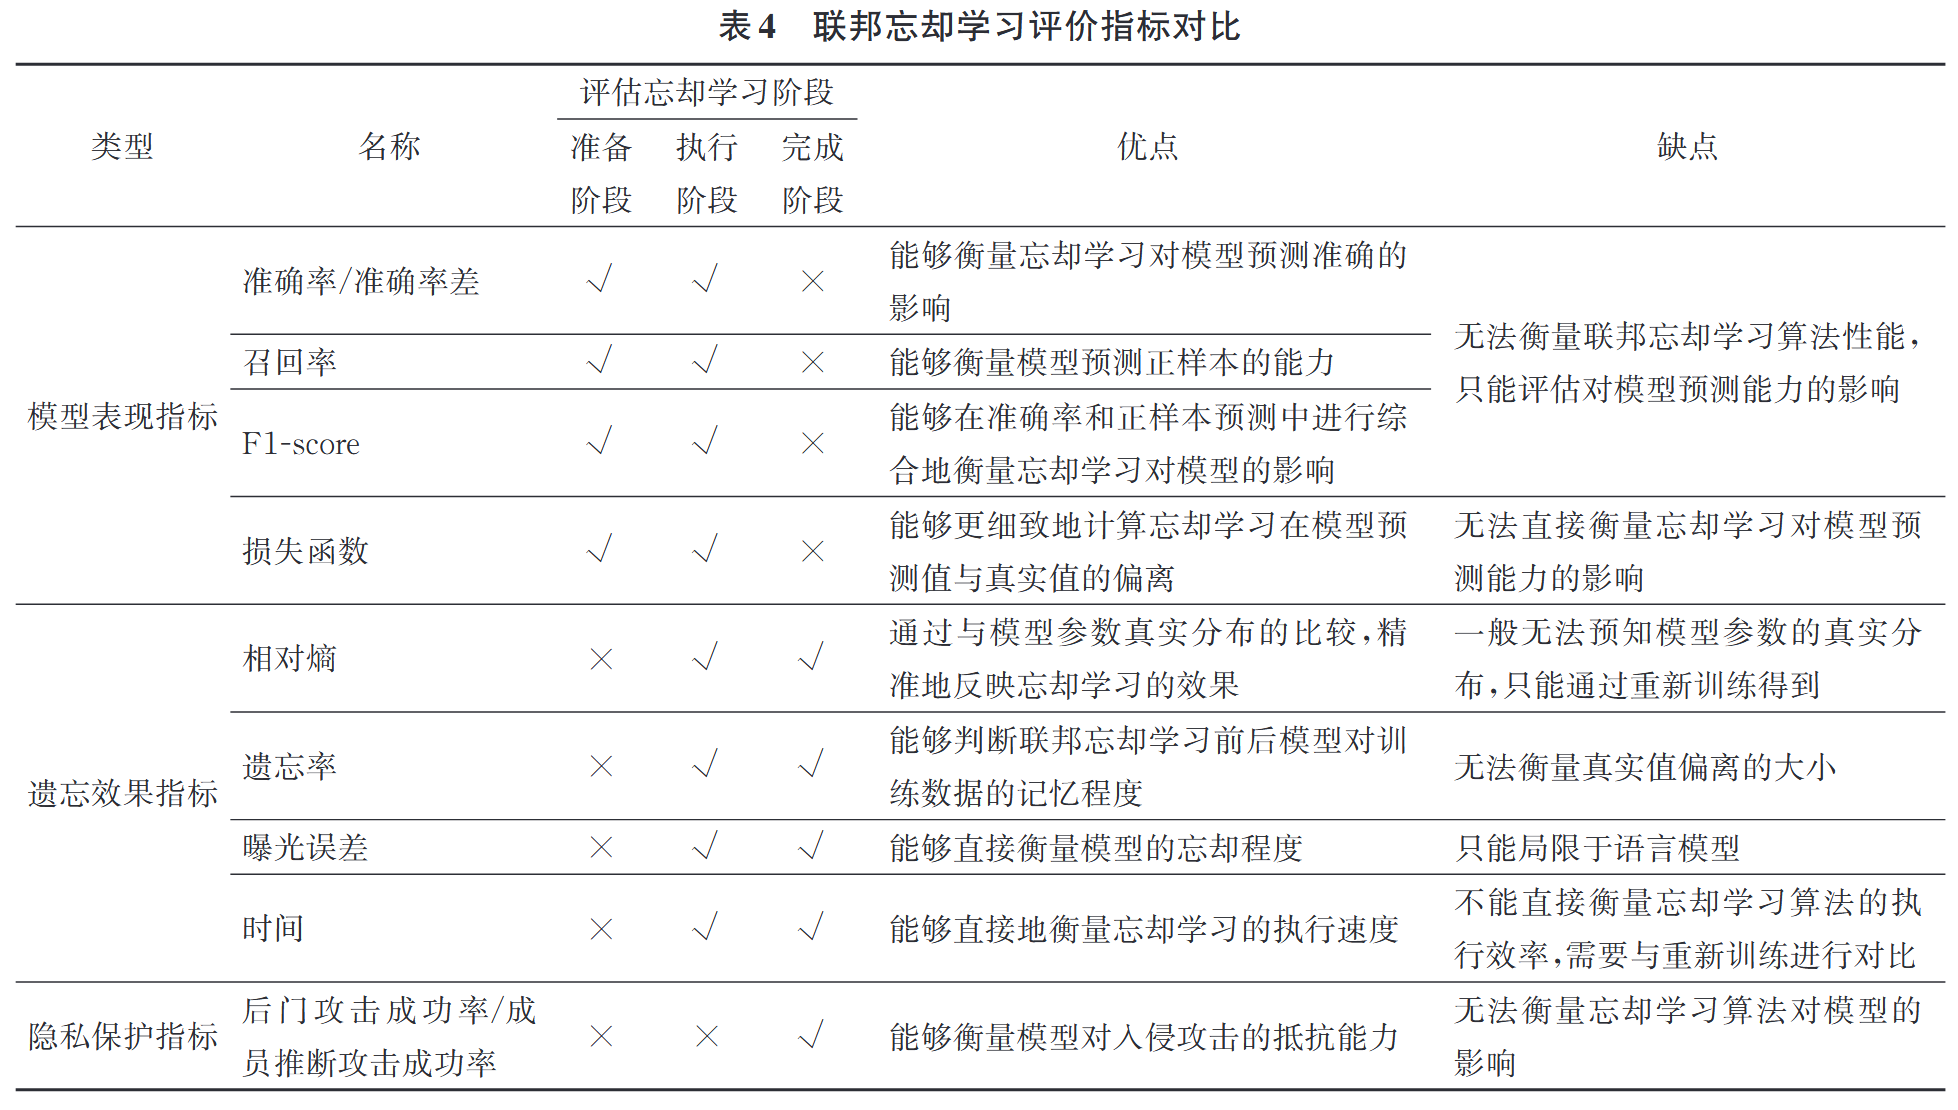 表4 联邦忘却学习评价指标对比
类型
名称
评估忘却学习阶段
准备
阶段
执行
阶段
完成
阶段
优点
缺点
模型表现指标
准确率/准确率差
√ √ ×
能够衡量忘却学习对模型预测准确的
影响
无法衡量联邦忘却学习算法性能,
只能评估对模型预测能力的影响
召回率
√ √ ×
能够衡量模型预测正样本的能力
F1-score
√ √ ×
能够在准确率和正样本预测中进行综
合地衡量忘却学习对模型的影响
损失函数
√ √ ×
能够更细致地计算忘却学习在模型预
测值与真实值的偏离
无法直接衡量忘却学习对模型预
测能力的影响
遗忘效果指标
相对熵
× √ √
通过与模型参数真实分布的比较,精
准地反映忘却学习的效果
一般无法预知模型参数的真实分
布,只能通过重新训练得到
遗忘率
× √ √
能够判断联邦忘却学习前后模型对训
练数据的记忆程度
无法衡量真实值偏离的大小
曝光误差
× √ √
能够直接衡量模型的忘却程度
只能局限于语言模型
时间
× √ √
能够直接地衡量忘却学习的执行速度
不能直接衡量忘却学习算法的执
行效率,需要与重新训练进行对比
隐私保护指标
后门攻击成功率/成
员推断攻击成功率
× × √
能够衡量模型对入侵攻击的抵抗能力
无法衡量忘却学习算法对模型的
影响